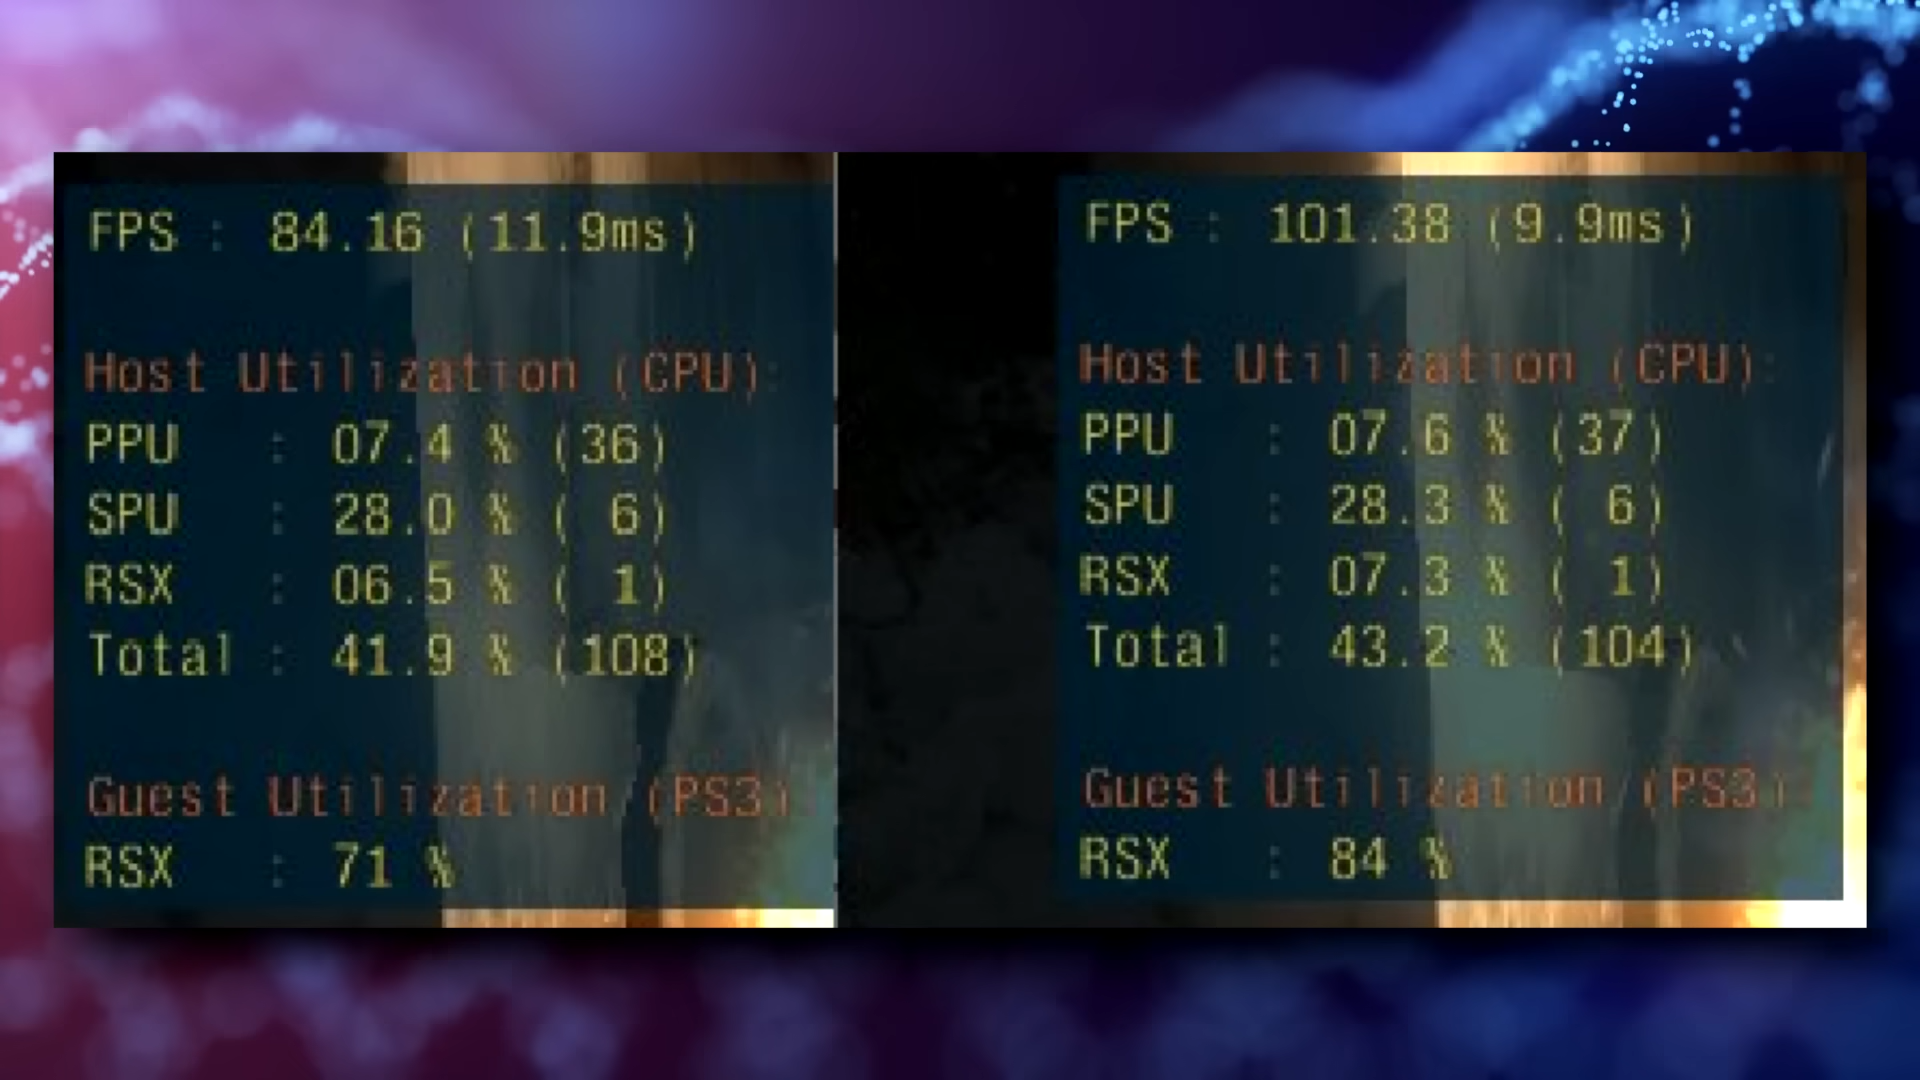 FPS : 84.16 (11.9ms)
Host Utilization (CPU):
PPU : 07.4 % (36)
SPU : 28.0 % ( 6)
RSX : 06.5 % ( 1)
Total : 41.9 % (108)
Guest Utilization (PS3)
RSX : 71 %
FPS : 101.38 (9.9ms)
Host Utilization (CPU):
PPU : 07.6 % (37)
SPU : 28.3 % ( 6)
RSX : 07.3 % ( 1)
Total : 43.2 % (104)
Guest Utilization (PS3):
RSX : 84 %